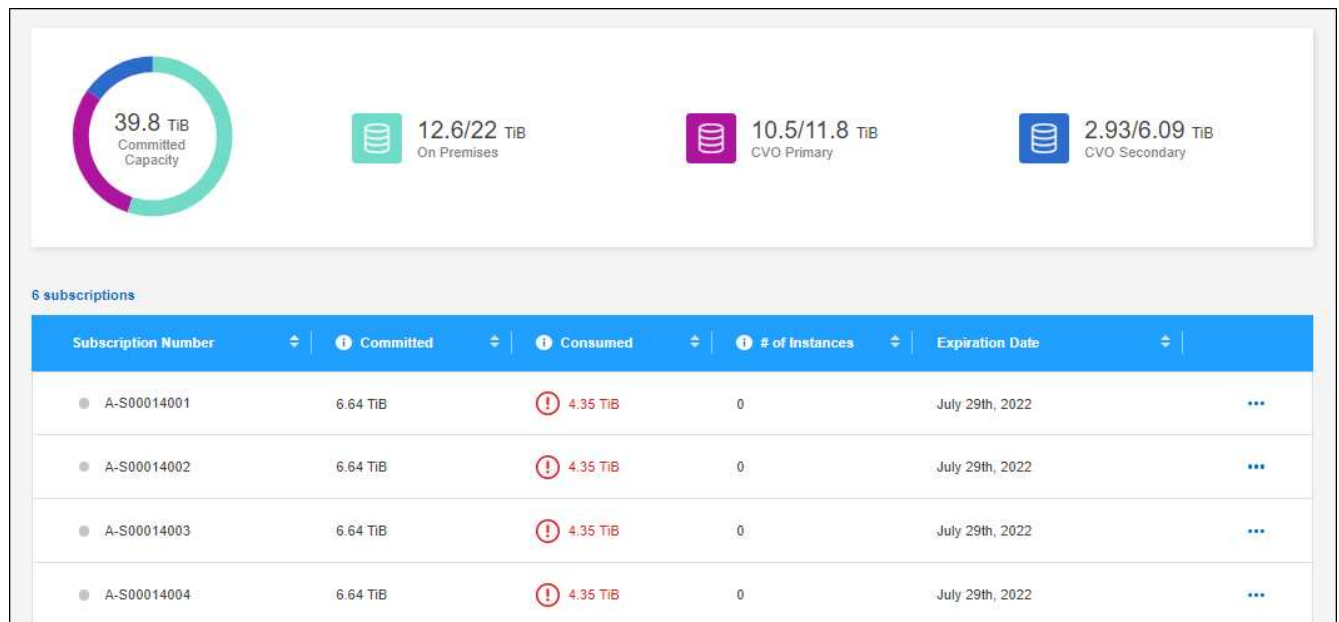 39.8 TiB
Committed
Capacity
12.6/22 TiB
On Premises
10.5/11.8 TiB
CVO Primary
2.93/6.09 TiB
CVO Secondary
6 subscriptions
Subscription Number Committed Consumed # of Instances Expiration Date
A-S00014001 6.64 TiB 4.35 TiB 0 July 29th, 2022
A-S00014002 6.64 TiB 4.35 TiB 0 July 29th, 2022
A-S00014003 6.64 TiB 4.35 TiB 0 July 29th, 2022
A-S00014004 6.64 TiB 4.35 TiB 0 July 29th, 2022